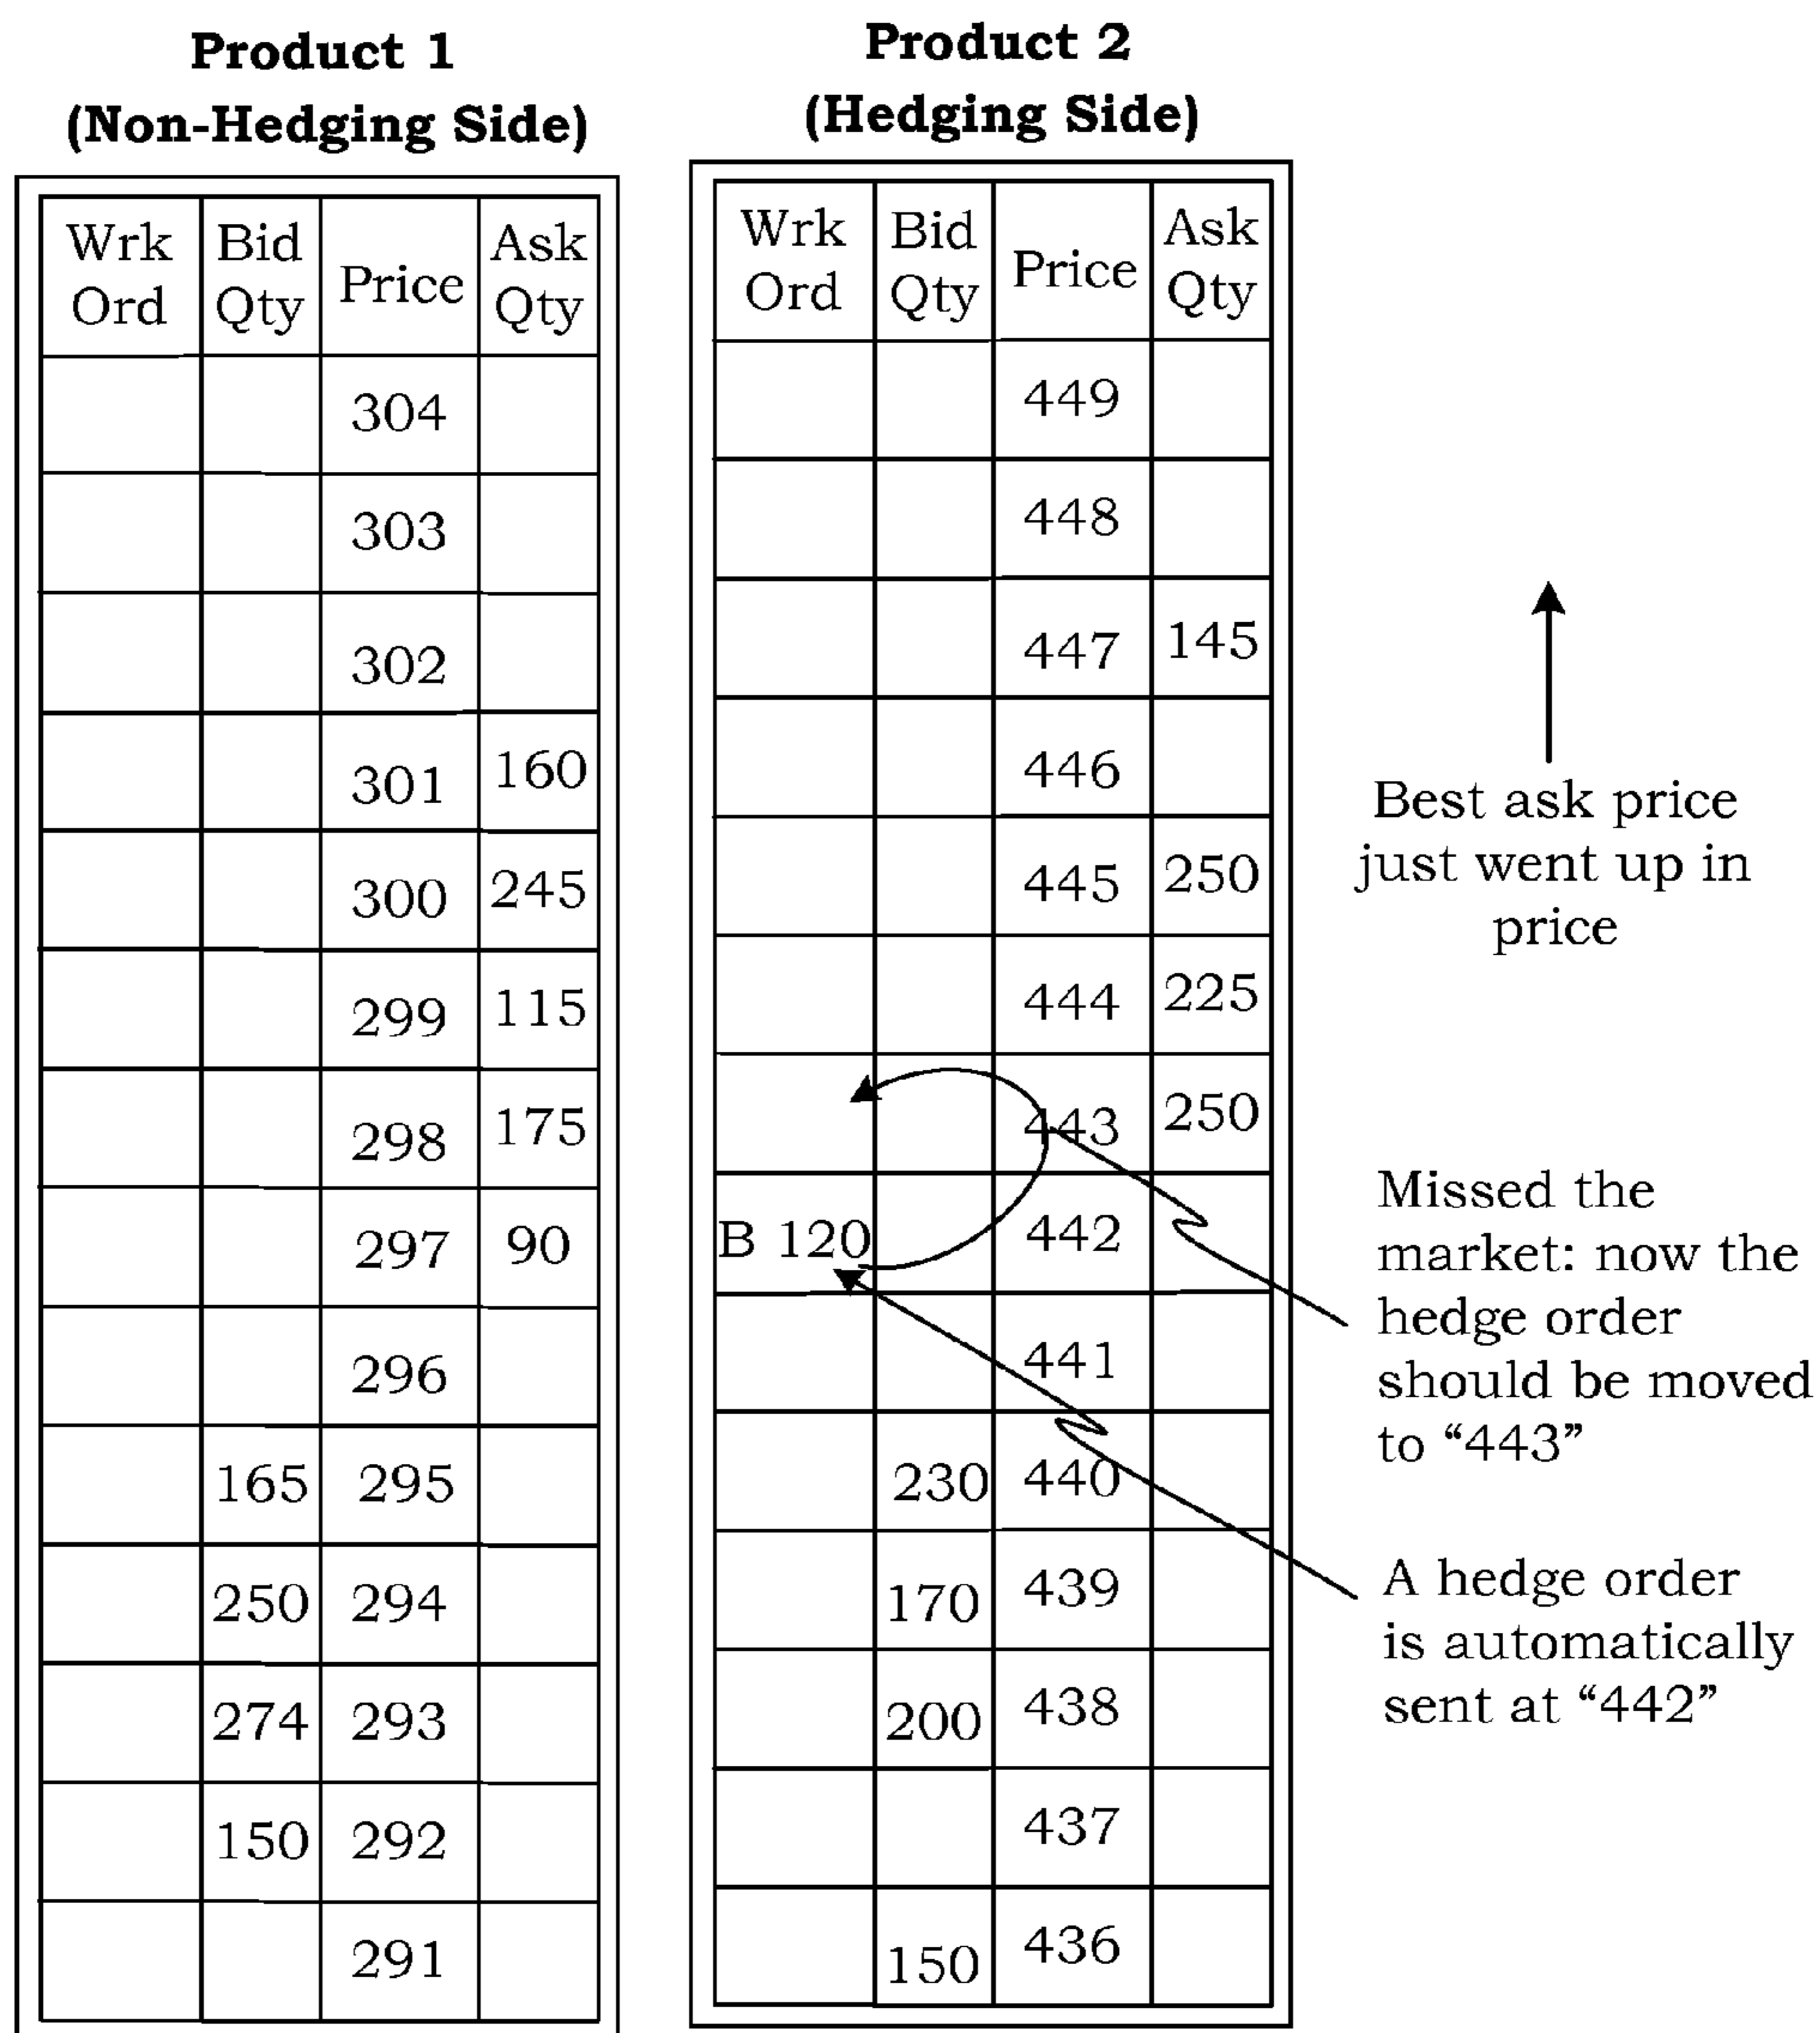 Product 1
(Non-Hedging Side)
Wrk Ord Bid Qty Price Ask Qty
304
303
302
301 160
300 245
299 115
298 175
297 90
296
165 295
250 294
274 293
150 292
291
Product 2
(Hedging Side)
Wrk Ord Bid Qty Price Ask Qty
449
448
447 145
446
445 250
444 225
443 250
B 120 442
441
230 440
170 439
200 438
437
150 436
Best ask price
just went up in
price
Missed the
market: now the
hedge order
should be moved
to “443”
A hedge order
is automatically
sent at “442”